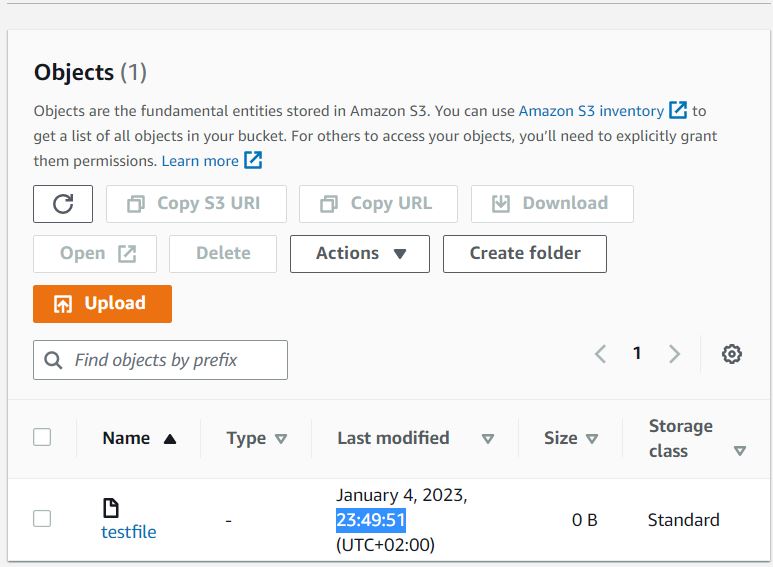 Objects (1)
Objects are the fundamental entities stored in Amazon S3. You can use Amazon S3 inventory to
get a list of all objects in your bucket. For others to access your objects, you'll need to explicitly grant
them permissions. Learn more
Copy S3 URI Copy URL Download
Open Delete Actions Create folder
Upload
Find objects by prefix 1
Name Type Last modified Size Storage
class
testfile - January 4, 2023,
23:49:51
(UTC+02:00) 0 B Standard